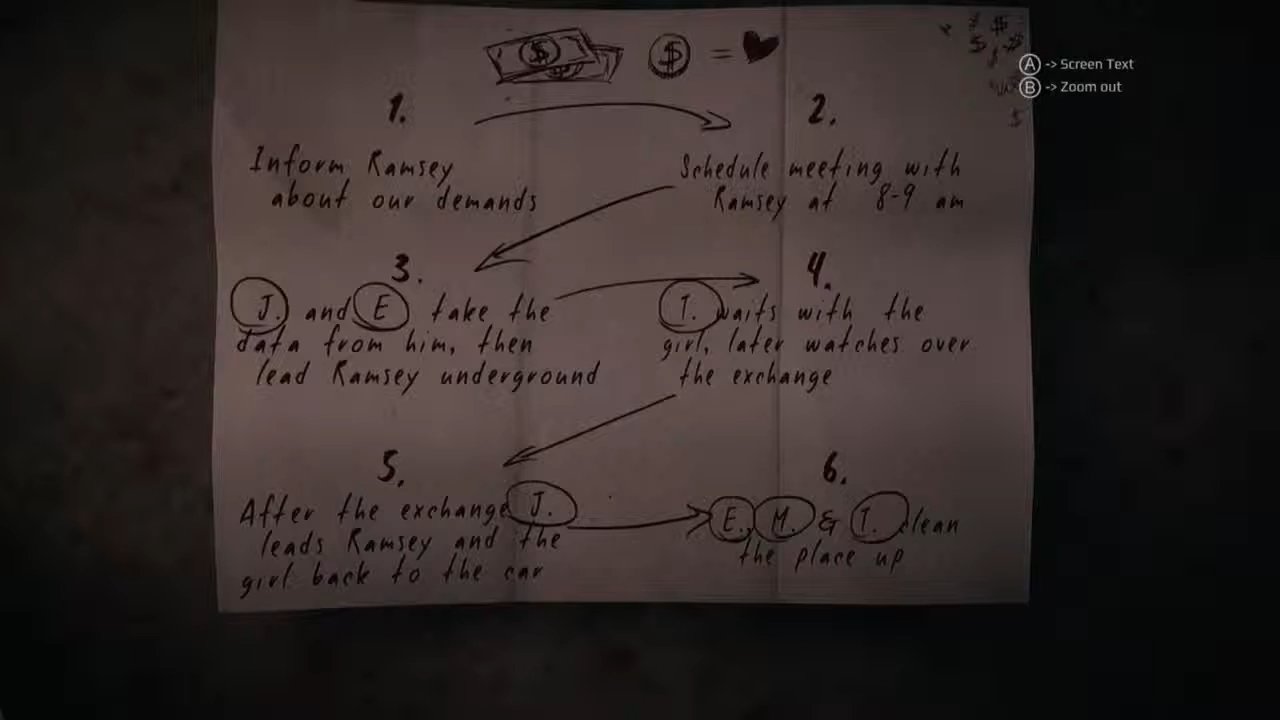 $ $ = ♥
A -> Screen Text
B -> Zoom out
1.
Inform Ramsey
about our demands
2.
Schedule meeting with
Ramsey at 8-9 am
3.
J. and E take the
data from him, then
lead Ramsey underground
4.
T. waits with the
girl, later watches over
the exchange
5.
After the exchange J.
leads Ramsey and the
girl back to the car
6.
E. M. & T. clean
the place up